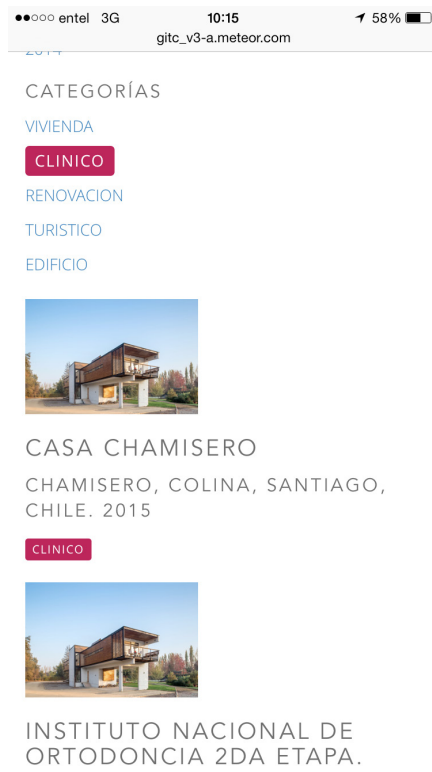 entel 3G 10:15 58%
gitc_v3-a.meteor.com
CATEGORÍAS
VIVIENDA
CLINICO
RENOVACION
TURISTICO
EDIFICIO
CASA CHAMISERO
CHAMISERO, COLINA, SANTIAGO,
CHILE. 2015
CLINICO
INSTITUTO NACIONAL DE
ORTODONCIA 2DA ETAPA.